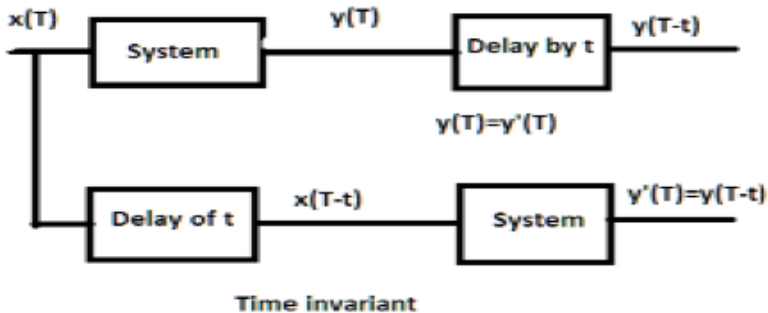 x(T)
System
y(T)
Delay by t
y(T-t)
y(T)=y'(T)
Delay of t
x(T-t)
System
y'(T)=y(T-t)
Time invariant